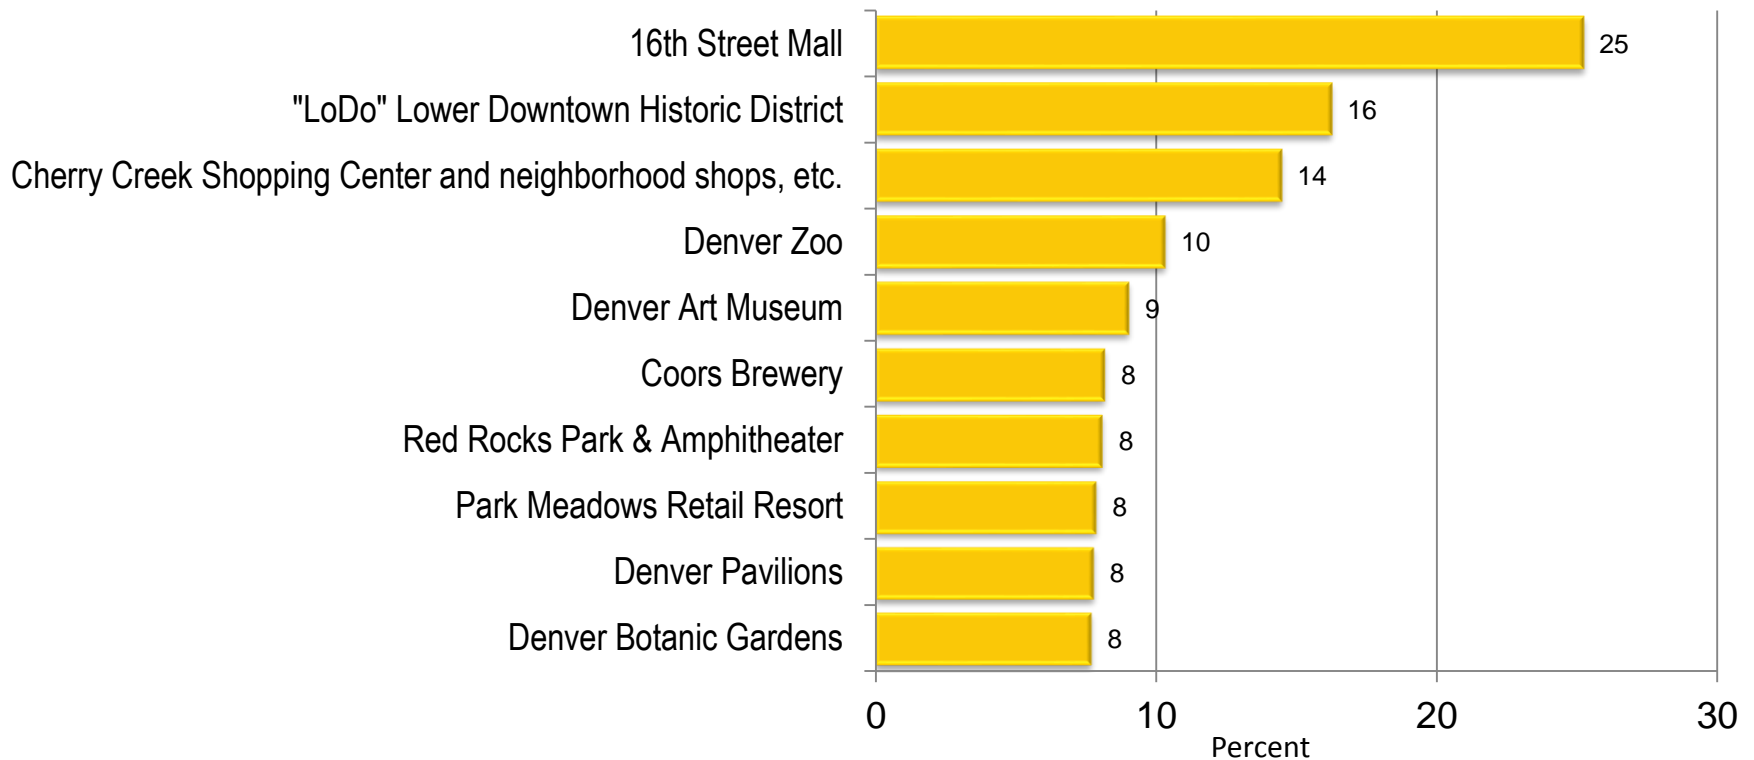 16th Street Mall 25
"LoDo" Lower Downtown Historic District 16
Cherry Creek Shopping Center and neighborhood shops, etc. 14
Denver Zoo 10
Denver Art Museum 9
Coors Brewery 8
Red Rocks Park & Amphitheater 8
Park Meadows Retail Resort 8
Denver Pavilions 8
Denver Botanic Gardens 8
0 10 20 30
Percent